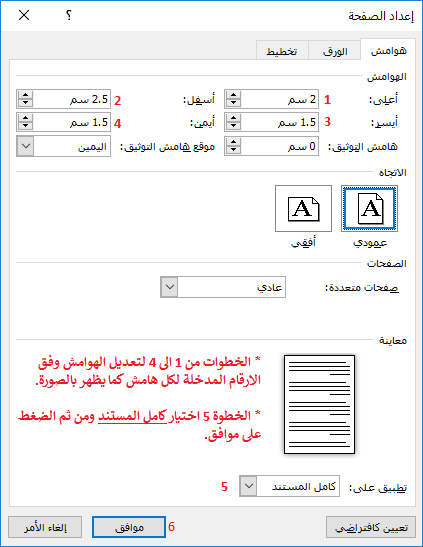 إعداد الصفحة
؟
هوامش
الورق
تخطيط
الهوامش
أعلى: 2 سم 1
أسفل: 2.5 سم 2
أيسر: 1.5 سم 3
أيمن: 1.5 سم 4
هامش التوثيق: 0 سم
موقع هامش التوثيق: اليمين
الاتجاه
A
A
عمودي
أفقي
الصفحات
صفحات متعددة: عادي
معاينة
* الخطوات من 1 الى 4 لتعديل الهوامش وفق
الارقام المدخلة لكل هامش كما يظهر بالصورة.
* الخطوة 5 اختيار كامل المستند ومن ثم الضغط
على موافق.
تطبيق على: كامل المستند 5
تعيين كافتراضي
6 موافق
إلغاء الأمر